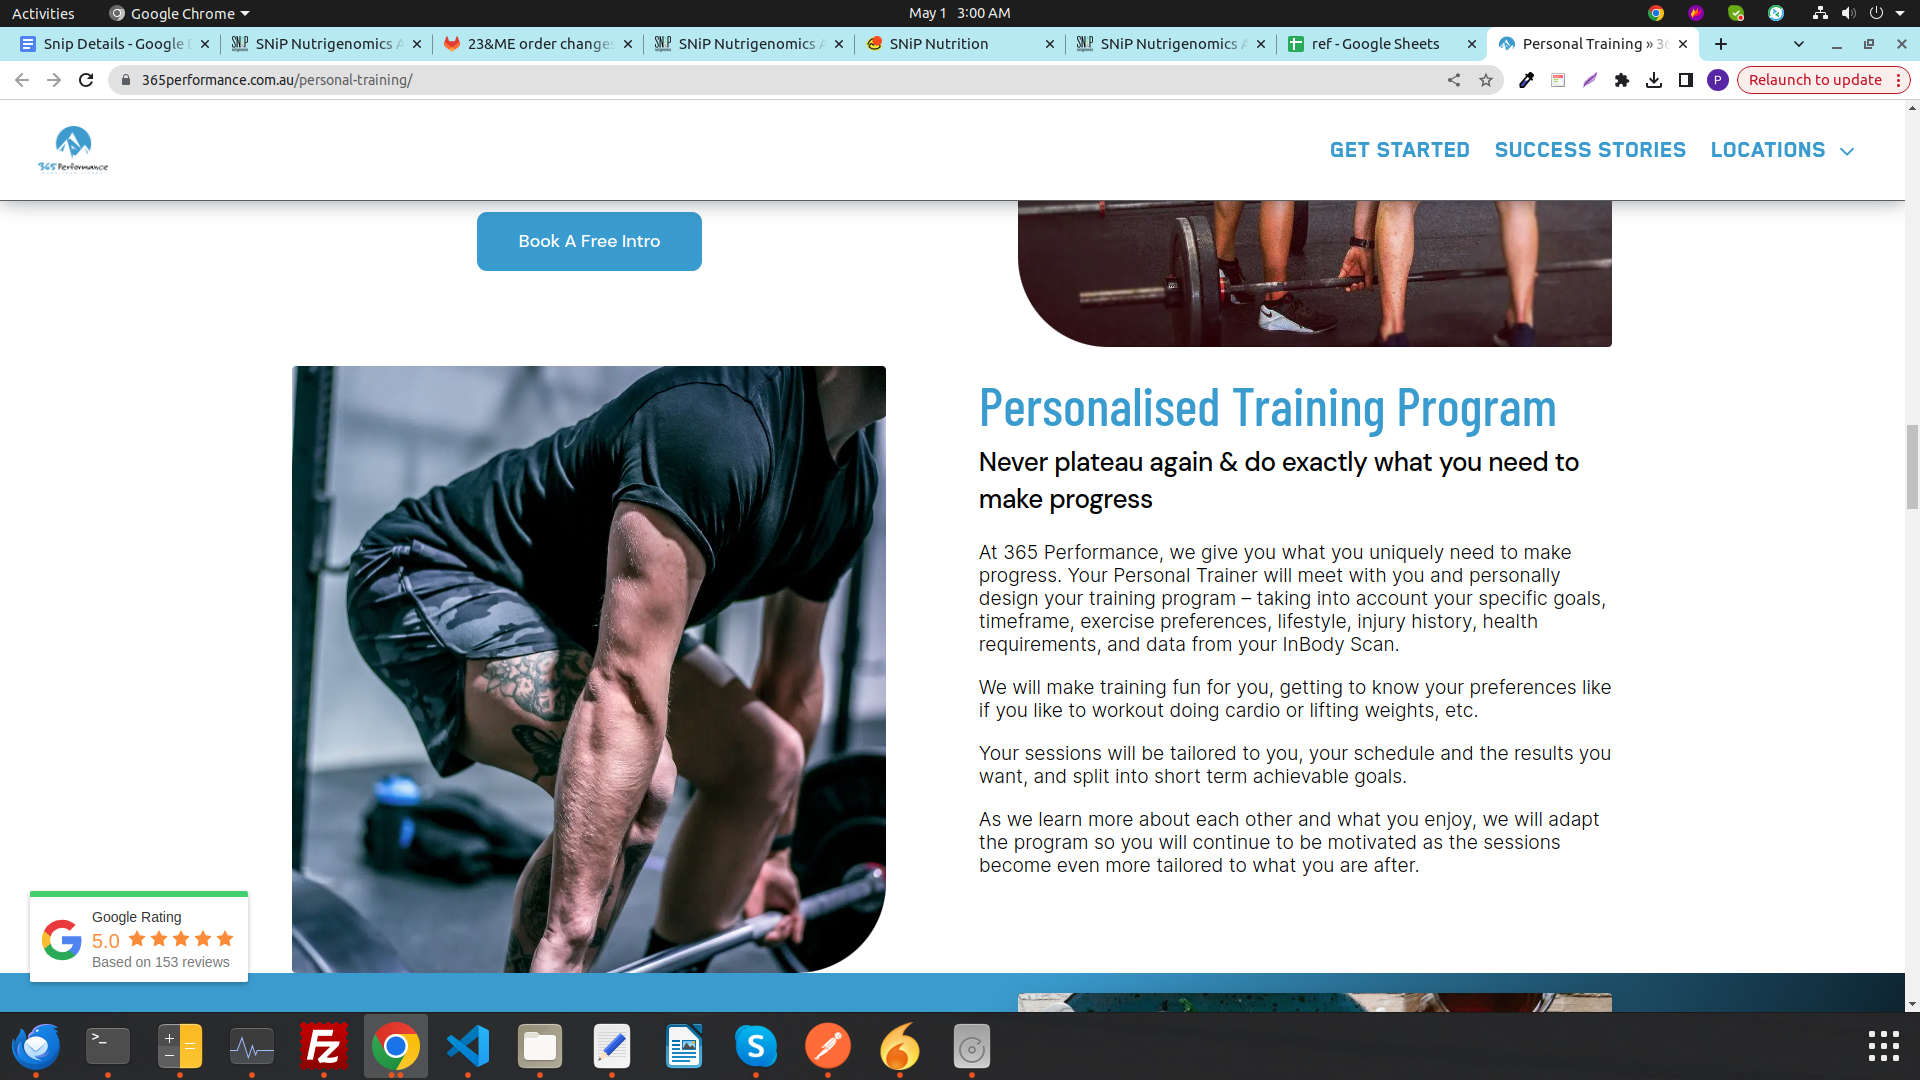 Activities
Google Chrome
May 1 3:00 AM
Snip Details - Google
SNiP Nutrigenomics
23&ME order changes
SNiP Nutrigenomics
SNiP Nutrition
SNiP Nutrigenomics
ref - Google Sheets
Personal Training »
365performance.com.au/personal-training/
P
Relaunch to update
365 Performance
GET STARTED
SUCCESS STORIES
LOCATIONS
Book A Free Intro
Personalised Training Program
Never plateau again & do exactly what you need to
make progress
At 365 Performance, we give you what you uniquely need to make
progress. Your Personal Trainer will meet with you and personally
design your training program – taking into account your specific goals,
timeframe, exercise preferences, lifestyle, injury history, health
requirements, and data from your InBody Scan.
We will make training fun for you, getting to know your preferences like
if you like to workout doing cardio or lifting weights, etc.
Your sessions will be tailored to you, your schedule and the results you
want, and split into short term achievable goals.
As we learn more about each other and what you enjoy, we will adapt
the program so you will continue to be motivated as the sessions
become even more tailored to what you are after.
Google Rating
5.0
Based on 153 reviews